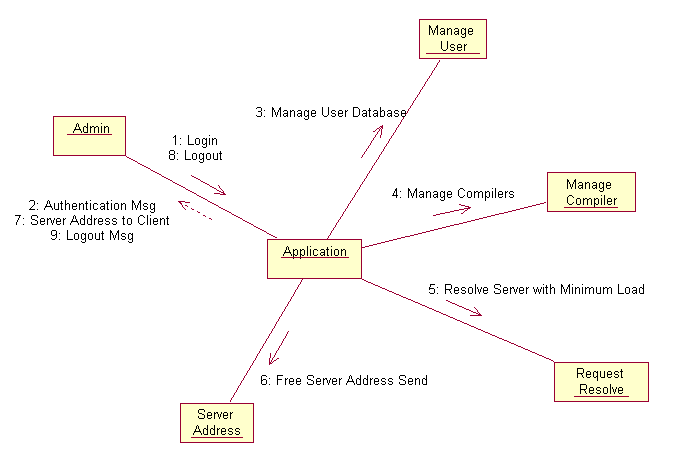 Manage
User
3: Manage User Database
Admin
1: Login
8: Logout
2: Authentication Msg
7: Server Address to Client
9: Logout Msg
4: Manage Compilers
Manage
Compiler
Application
5: Resolve Server with Minimum Load
6: Free Server Address Send
Request
Resolve
Server
Address